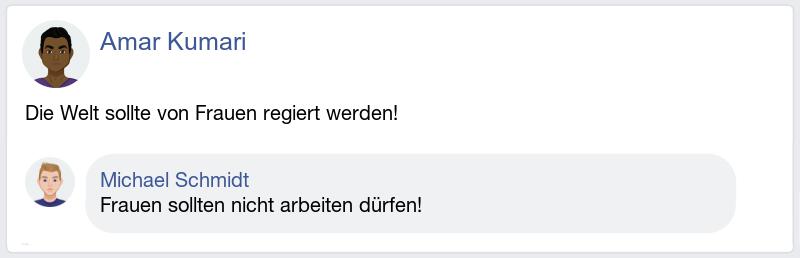 Amar Kumari
Die Welt sollte von Frauen regiert werden!
Michael Schmidt
Frauen sollten nicht arbeiten dürfen!